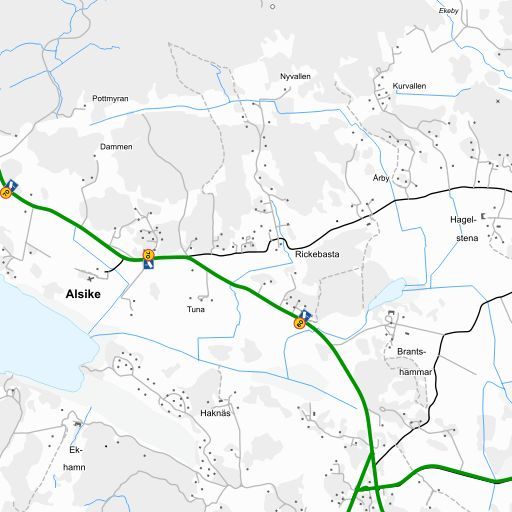 Ekeby
Nyvallen
Kurvallen
Pottmyran
Dammen
Årby
Hagel-
stena
Rickebasta
Alsike
Tuna
Brants-
hammar
Haknäs
Ek-
hamn